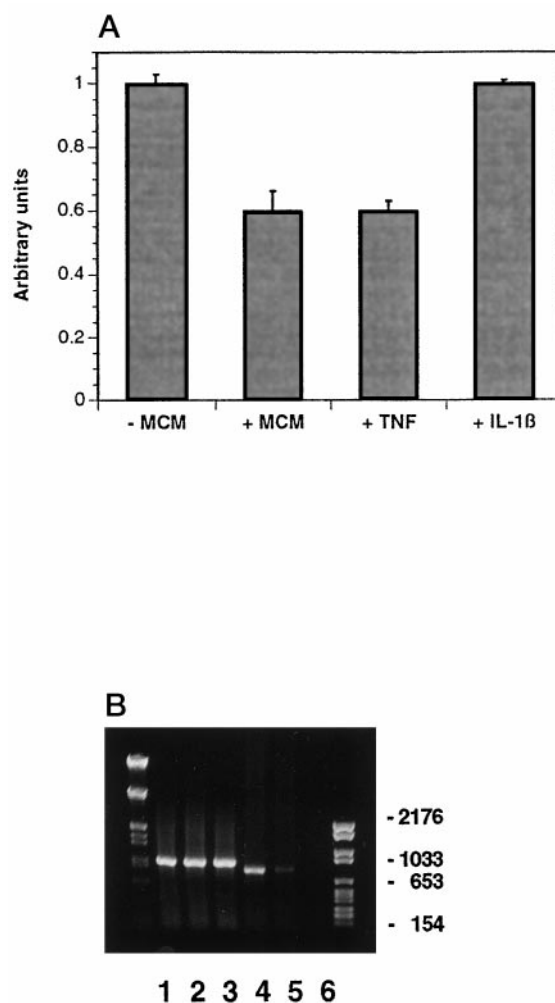 A
Arbitrary units
1
0.8
0.6
0.4
0.2
0
- MCM
+ MCM
+ TNF
+ IL-1ß
B
- 2176
- 1033
- 653
- 154
1 2 3 4 5 6